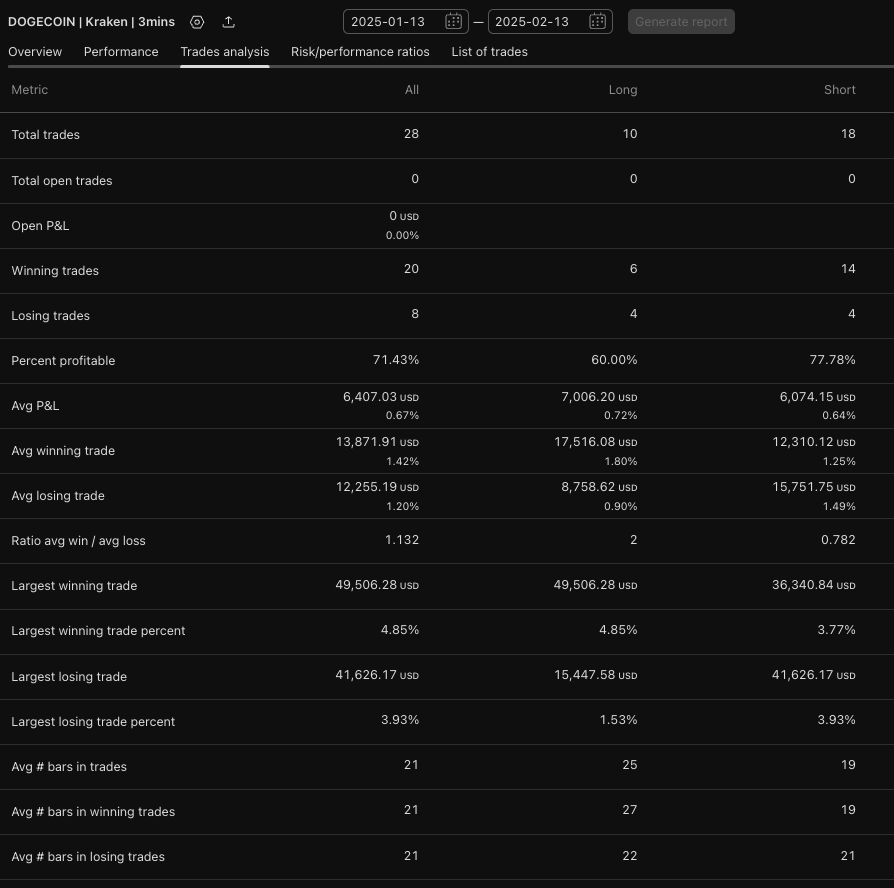 DOGECOIN | Kraken | 3mins 2025-01-13 — 2025-02-13 Generate report
Overview Performance Trades analysis Risk/performance ratios List of trades
Metric All Long Short
Total trades 28 10 18
Total open trades 0 0 0
Open P&L 0 USD
0.00%
Winning trades 20 6 14
Losing trades 8 4 4
Percent profitable 71.43% 60.00% 77.78%
Avg P&L 6,407.03 USD 7,006.20 USD 6,074.15 USD
0.67% 0.72% 0.64%
Avg winning trade 13,871.91 USD 17,516.08 USD 12,310.12 USD
1.42% 1.80% 1.25%
Avg losing trade 12,255.19 USD 8,758.62 USD 15,751.75 USD
1.20% 0.90% 1.49%
Ratio avg win / avg loss 1.132 2 0.782
Largest winning trade 49,506.28 USD 49,506.28 USD 36,340.84 USD
Largest winning trade percent 4.85% 4.85% 3.77%
Largest losing trade 41,626.17 USD 15,447.58 USD 41,626.17 USD
Largest losing trade percent 3.93% 1.53% 3.93%
Avg # bars in trades 21 25 19
Avg # bars in winning trades 21 27 19
Avg # bars in losing trades 21 22 21